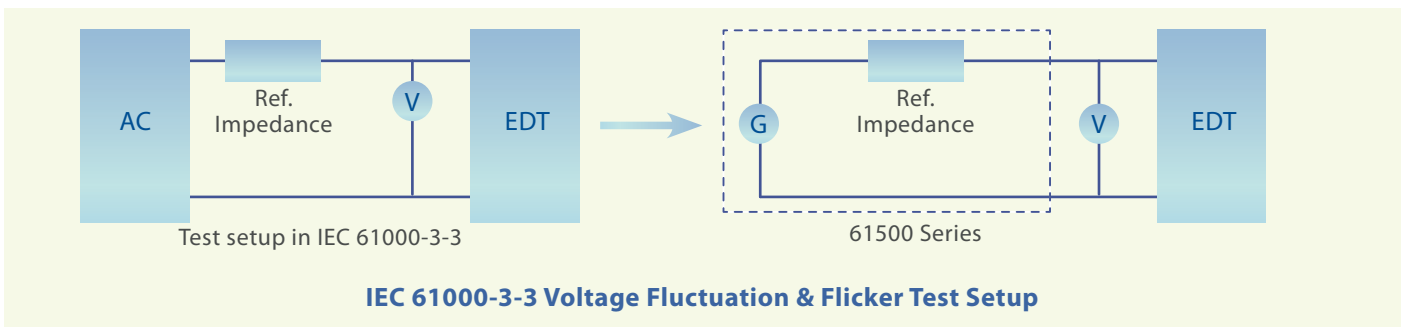 AC
Ref.
Impedance
V
EDT
Test setup in IEC 61000-3-3
G
Ref.
Impedance
V
EDT
61500 Series
IEC 61000-3-3 Voltage Fluctuation & Flicker Test Setup